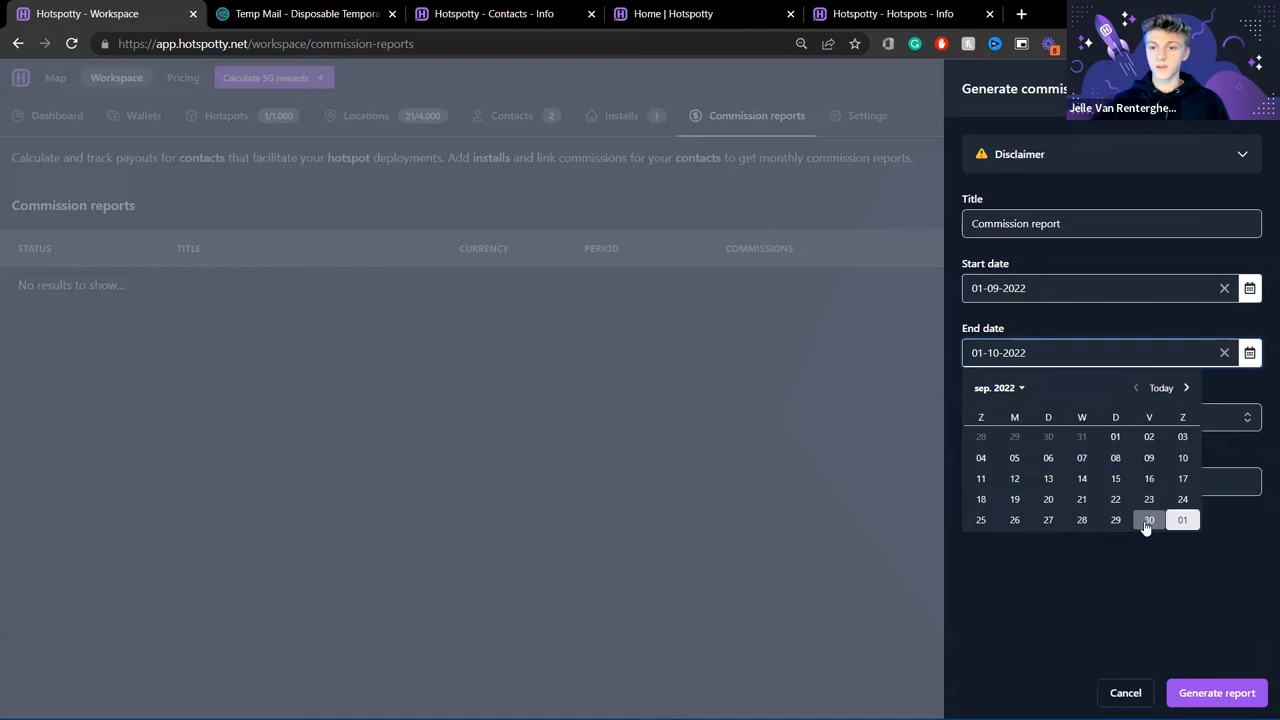 Hotspotty - Workspace
Temp Mail - Disposable Tempora
Hotspotty - Contacts - Info
Home | Hotspotty
Hotspotty - Hotspots - Info
https://app.hotspotty.net/workspace/commission-reports
8
Map
Workspace
Pricing
Calculate 5G rewards
Dashboard
Wallets
Hotspots 1/1.000
Locations 21/4.000
Contacts 2
Installs 1
Commission reports
Settings
Calculate and track payouts for contacts that facilitate your hotspot deployments. Add installs and link commissions for your contacts to get monthly commission reports.
Commission reports
STATUS TITLE CURRENCY PERIOD COMMISSIONS
No results to show...
Generate commis
Jelle Van Renterghe...
Disclaimer
Title
Commission report
Start date
01-09-2022
End date
01-10-2022
sep. 2022 Today
Z M D W D V Z
28 29 30 31 01 02 03
04 05 06 07 08 09 10
11 12 13 14 15 16 17
18 19 20 21 22 23 24
25 26 27 28 29 30 01
Cancel
Generate report